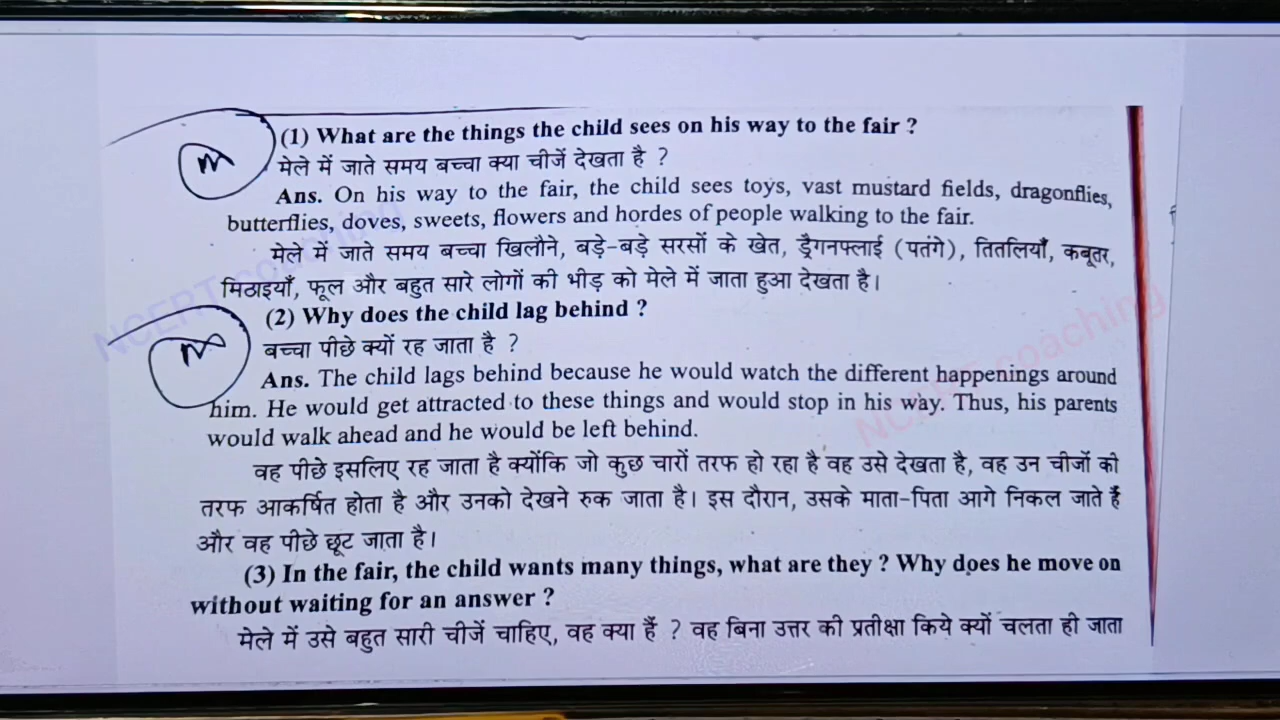 (1) What are the things the child sees on his way to the fair ?
मेले में जाते समय बच्चा क्या चीजें देखता है ?
Ans. On his way to the fair, the child sees toys, vast mustard fields, dragonflies,
butterflies, doves, sweets, flowers and hordes of people walking to the fair.
मेले में जाते समय बच्चा खिलौने, बड़े-बड़े सरसों के खेत, ड्रैगनफ्लाई (पतंगे), तितलियाँ, कबूतर,
मिठाइयाँ, फूल और बहुत सारे लोगों की भीड़ को मेले में जाता हुआ देखता है।
(2) Why does the child lag behind ?
बच्चा पीछे क्यों रह जाता है ?
Ans. The child lags behind because he would watch the different happenings around
him. He would get attracted to these things and would stop in his way. Thus, his parents
would walk ahead and he would be left behind.
वह पीछे इसलिए रह जाता है क्योंकि जो कुछ चारों तरफ हो रहा है वह उसे देखता है, वह उन चीजों की
तरफ आकर्षित होता है और उनको देखने रुक जाता है। इस दौरान, उसके माता-पिता आगे निकल जाते हैं
और वह पीछे छूट जाता है।
(3) In the fair, the child wants many things, what are they ? Why does he move on
without waiting for an answer ?
मेले में उसे बहुत सारी चीजें चाहिए, वह क्या हैं ? वह बिना उत्तर की प्रतीक्षा किये क्यों चलता ही जाता
NCERT coaching
NCERT coaching